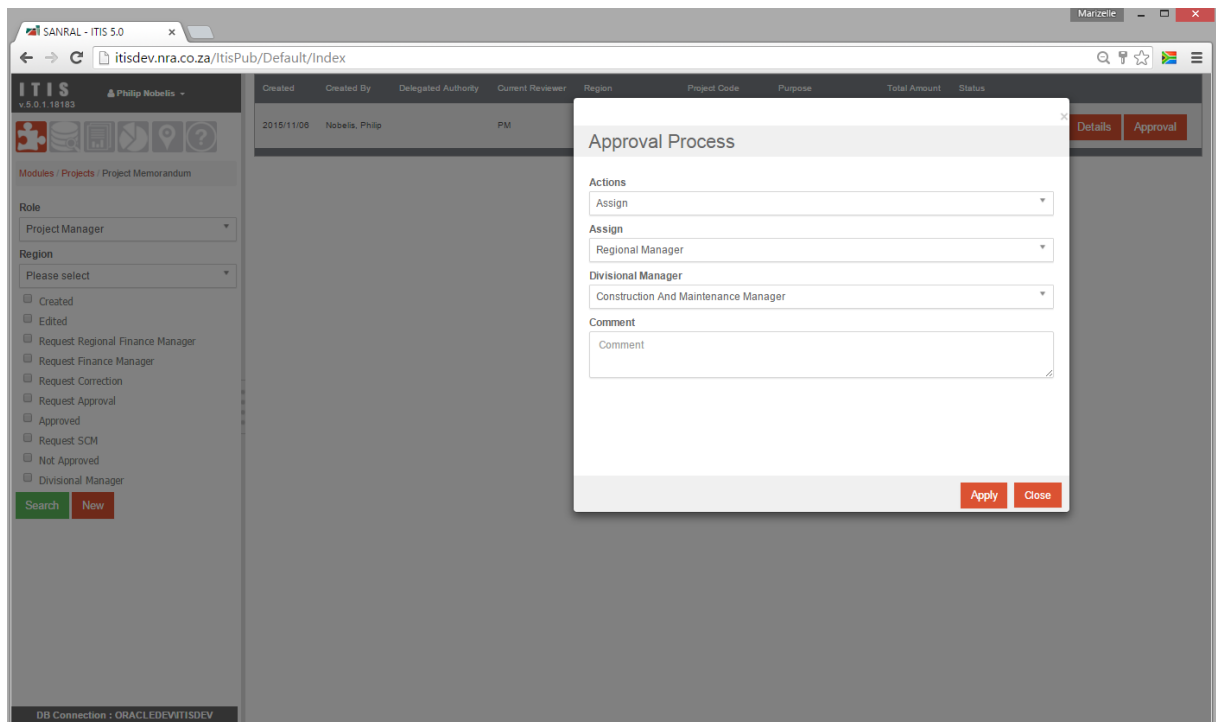 Marizelle
SANRAL - ITIS 5.0
itisdev.nra.co.za/ItisPub/Default/Index
ITIS
v.5.0.1.18183
Philip Nobelis
Modules / Projects / Project Memorandum
Role
Project Manager
Region
Please select
Created
Edited
Request Regional Finance Manager
Request Finance Manager
Request Correction
Request Approval
Approved
Request SCM
Not Approved
Divisional Manager
Search New
DB Connection : ORACLEDEV\ITISDEV
Created Created By Delegated Authority Current Reviewer Region Project Code Purpose Total Amount Status
2015/11/06 Nobelis, Philip PM Details Approval
Approval Process
Actions
Assign
Assign
Regional Manager
Divisional Manager
Construction And Maintenance Manager
Comment
Comment
Apply Close